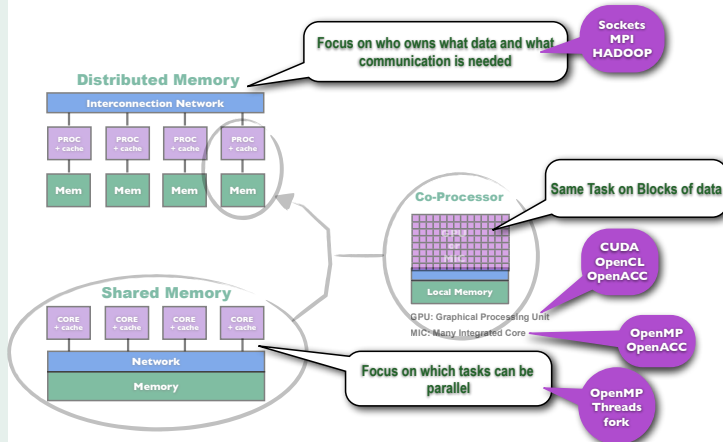 Sockets
MPI
HADOOP
Focus on who owns what data and what
communication is needed
Distributed Memory
Interconnection Network
PROC
+ cache
PROC
+ cache
PROC
+ cache
PROC
+ cache
Mem
Mem
Mem
Mem
Co-Processor
Same Task on Blocks of data
GPU
or
MIC
Local Memory
CUDA
OpenCL
OpenACC
GPU: Graphical Processing Unit
MIC: Many Integrated Core
OpenMP
OpenACC
Shared Memory
CORE
+ cache
CORE
+ cache
CORE
+ cache
CORE
+ cache
Network
Memory
Focus on which tasks can be
parallel
OpenMP
Threads
fork